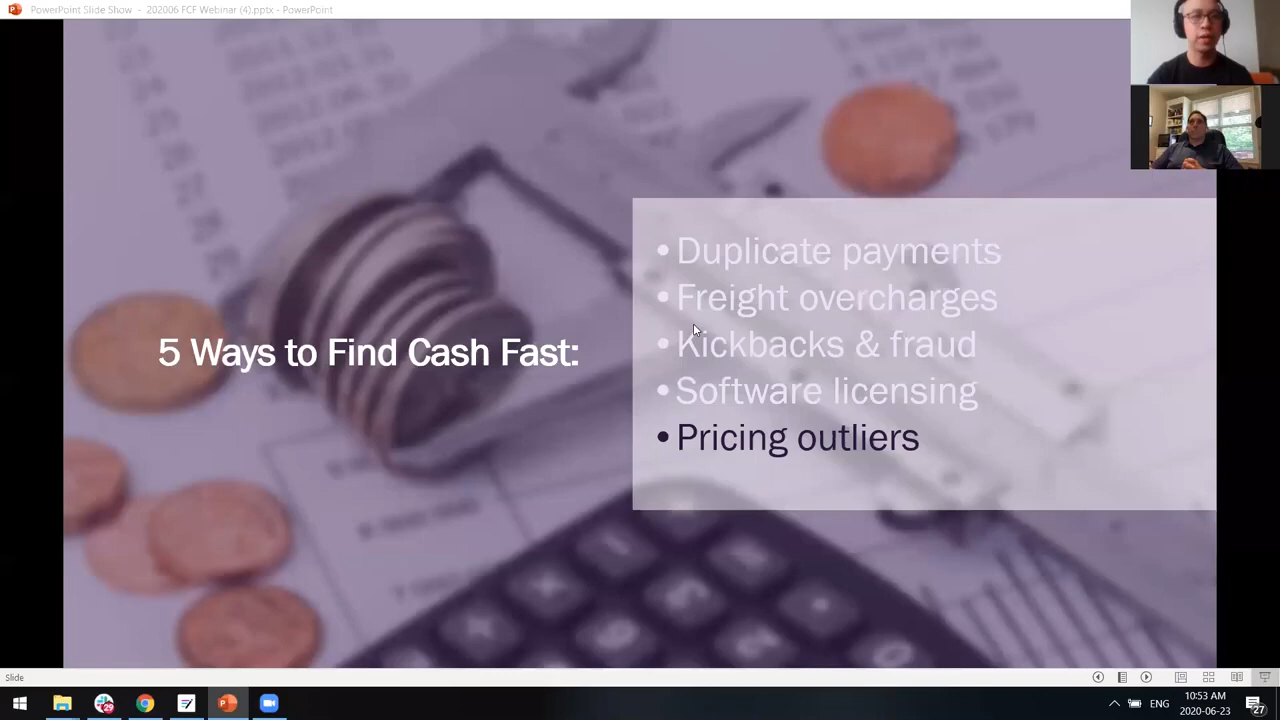 PowerPoint Slide Show - 202006 FCF Webinar (4).pptx - PowerPoint
5 Ways to Find Cash Fast:
• Duplicate payments
• Freight overcharges
• Kickbacks & fraud
• Software licensing
• Pricing outliers
Slide
29
ENG
10:53 AM
2020-06-23
27